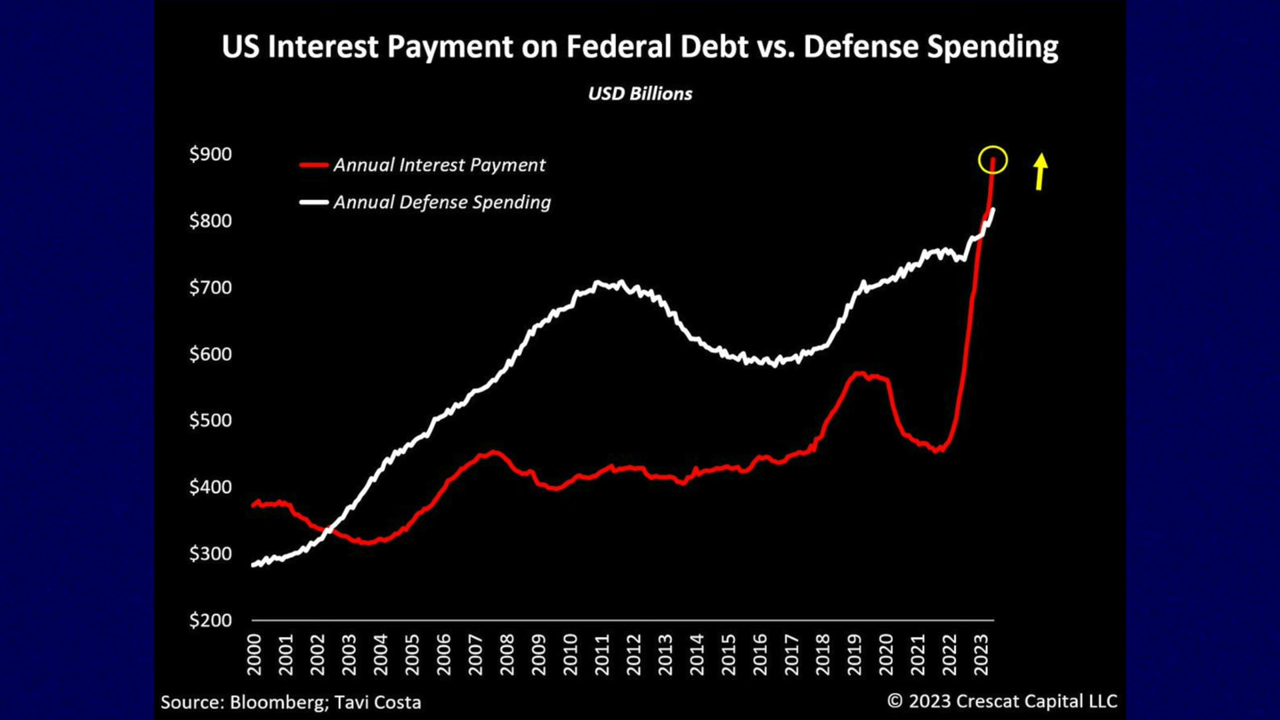 US Interest Payment on Federal Debt vs. Defense Spending
USD Billions
$900
$800
$700
$600
$500
$400
$300
$200
Annual Interest Payment
Annual Defense Spending
2000 2001 2002 2003 2004 2005 2006 2007 2008 2009 2010 2011 2012 2013 2014 2015 2016 2017 2018 2019 2020 2021 2022 2023
Source: Bloomberg; Tavi Costa
© 2023 Crescat Capital LLC